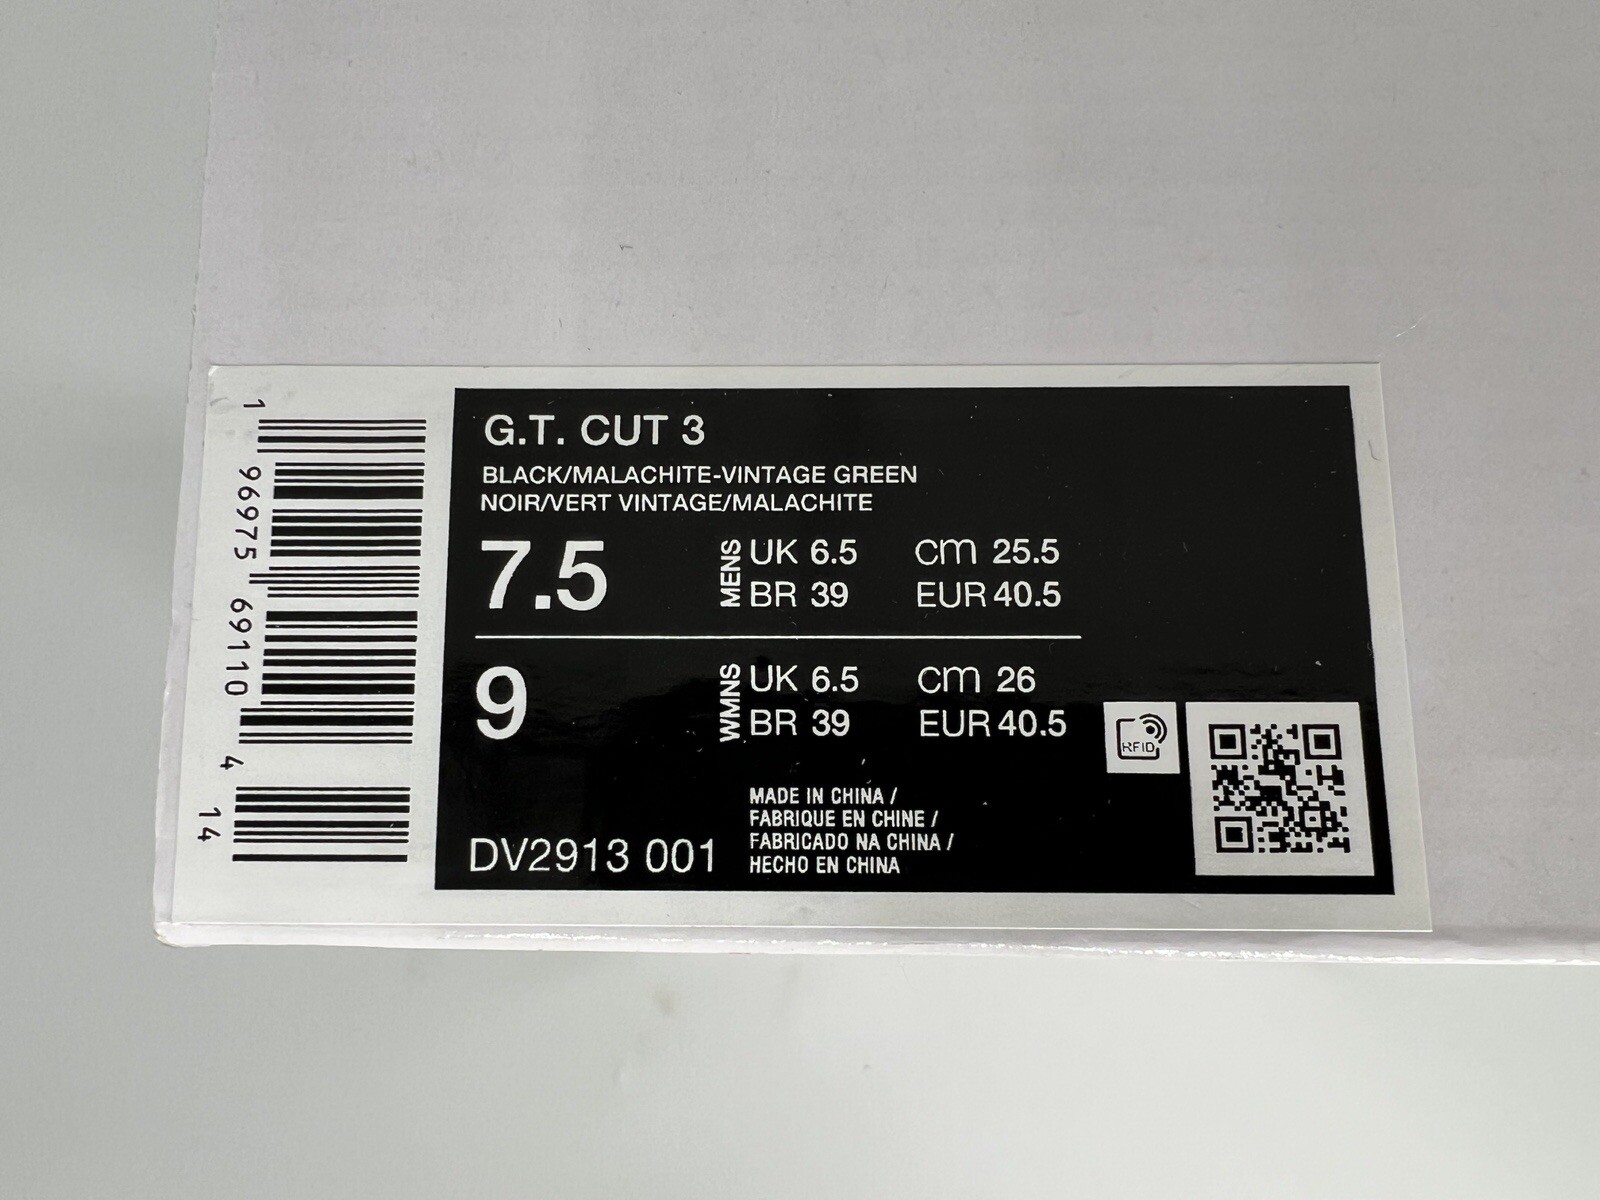 1 96975 69110 4 14
G.T. CUT 3
BLACK/MALACHITE-VINTAGE GREEN
NOIR/VERT VINTAGE/MALACHITE
7.5 MENS UK 6.5 cm 25.5
BR 39 EUR 40.5
9 WMNS UK 6.5 cm 26
BR 39 EUR 40.5
RFID
MADE IN CHINA /
FABRIQUE EN CHINE /
FABRICADO NA CHINA /
HECHO EN CHINA
DV2913 001